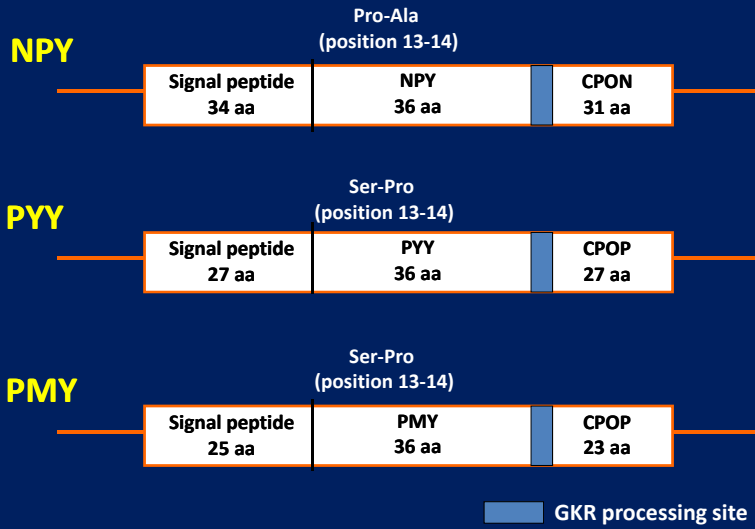 Pro-Ala
(position 13-14)
NPY
Signal peptide
34 aa
NPY
36 aa
CPON
31 aa
Ser-Pro
(position 13-14)
PYY
Signal peptide
27 aa
PYY
36 aa
CPOP
27 aa
Ser-Pro
(position 13-14)
PMY
Signal peptide
25 aa
PMY
36 aa
CPOP
23 aa
GKR processing site